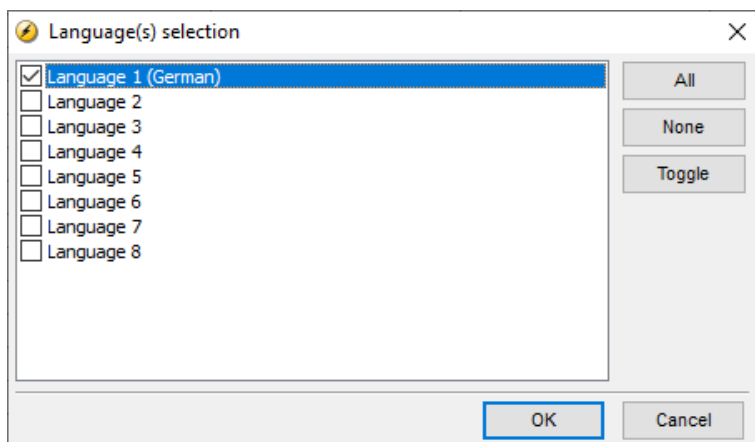 Language(s) selection
Language 1 (German)
Language 2
Language 3
Language 4
Language 5
Language 6
Language 7
Language 8
All
None
Toggle
OK
Cancel